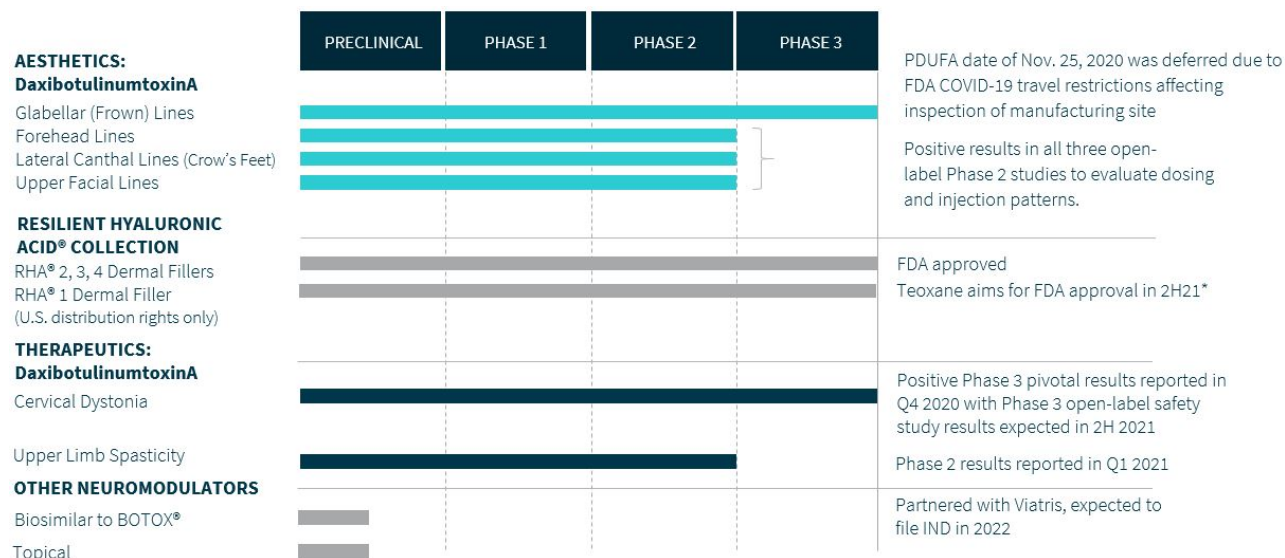 PRECLINICAL PHASE 1 PHASE 2 PHASE 3
AESTHETICS:
DaxibotulinumtoxinA
Glabellar (Frown) Lines
Forehead Lines
Lateral Canthal Lines (Crow's Feet)
Upper Facial Lines
PDUFA date of Nov. 25, 2020 was deferred due to
FDA COVID-19 travel restrictions affecting
inspection of manufacturing site
Positive results in all three open-
label Phase 2 studies to evaluate dosing
and injection patterns.
RESILIENT HYALURONIC
ACID® COLLECTION
RHA® 2, 3, 4 Dermal Fillers
RHA® 1 Dermal Filler
(U.S. distribution rights only)
FDA approved
Teoxane aims for FDA approval in 2H21*
THERAPEUTICS:
DaxibotulinumtoxinA
Cervical Dystonia
Positive Phase 3 pivotal results reported in
Q4 2020 with Phase 3 open-label safety
study results expected in 2H 2021
Upper Limb Spasticity
Phase 2 results reported in Q1 2021
OTHER NEUROMODULATORS
Biosimilar to BOTOX®
Partnered with Viatris, expected to
file IND in 2022
Topical